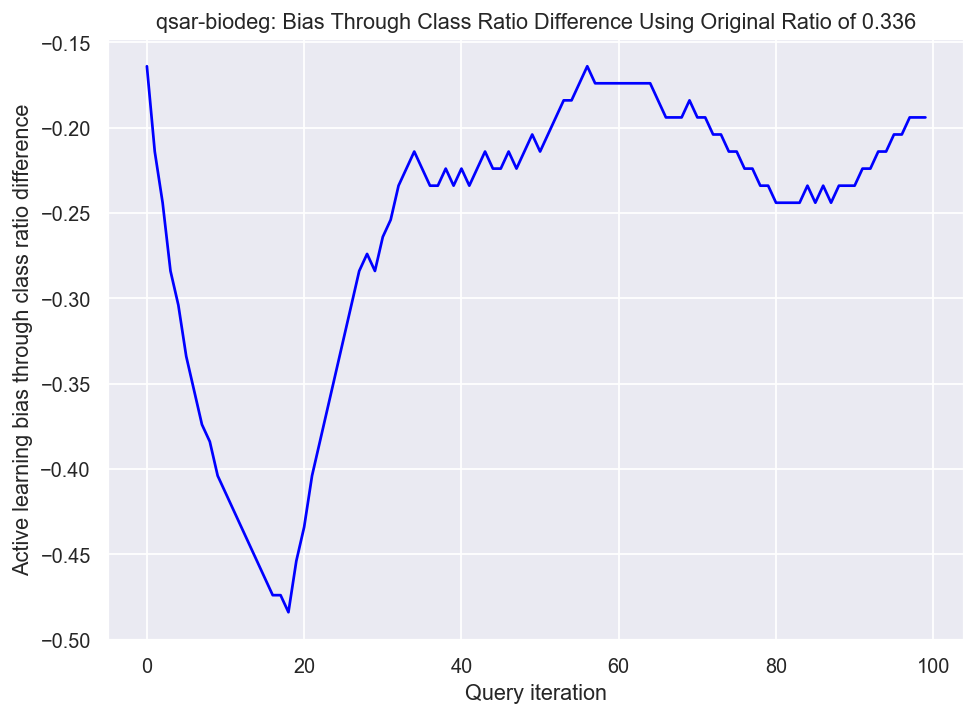 qsar-biodeg: Bias Through Class Ratio Difference Using Original Ratio of 0.336
Active learning bias through class ratio difference
−0.15
−0.20
−0.25
−0.30
−0.35
−0.40
−0.45
−0.50
0 20 40 60 80 100
Query iteration